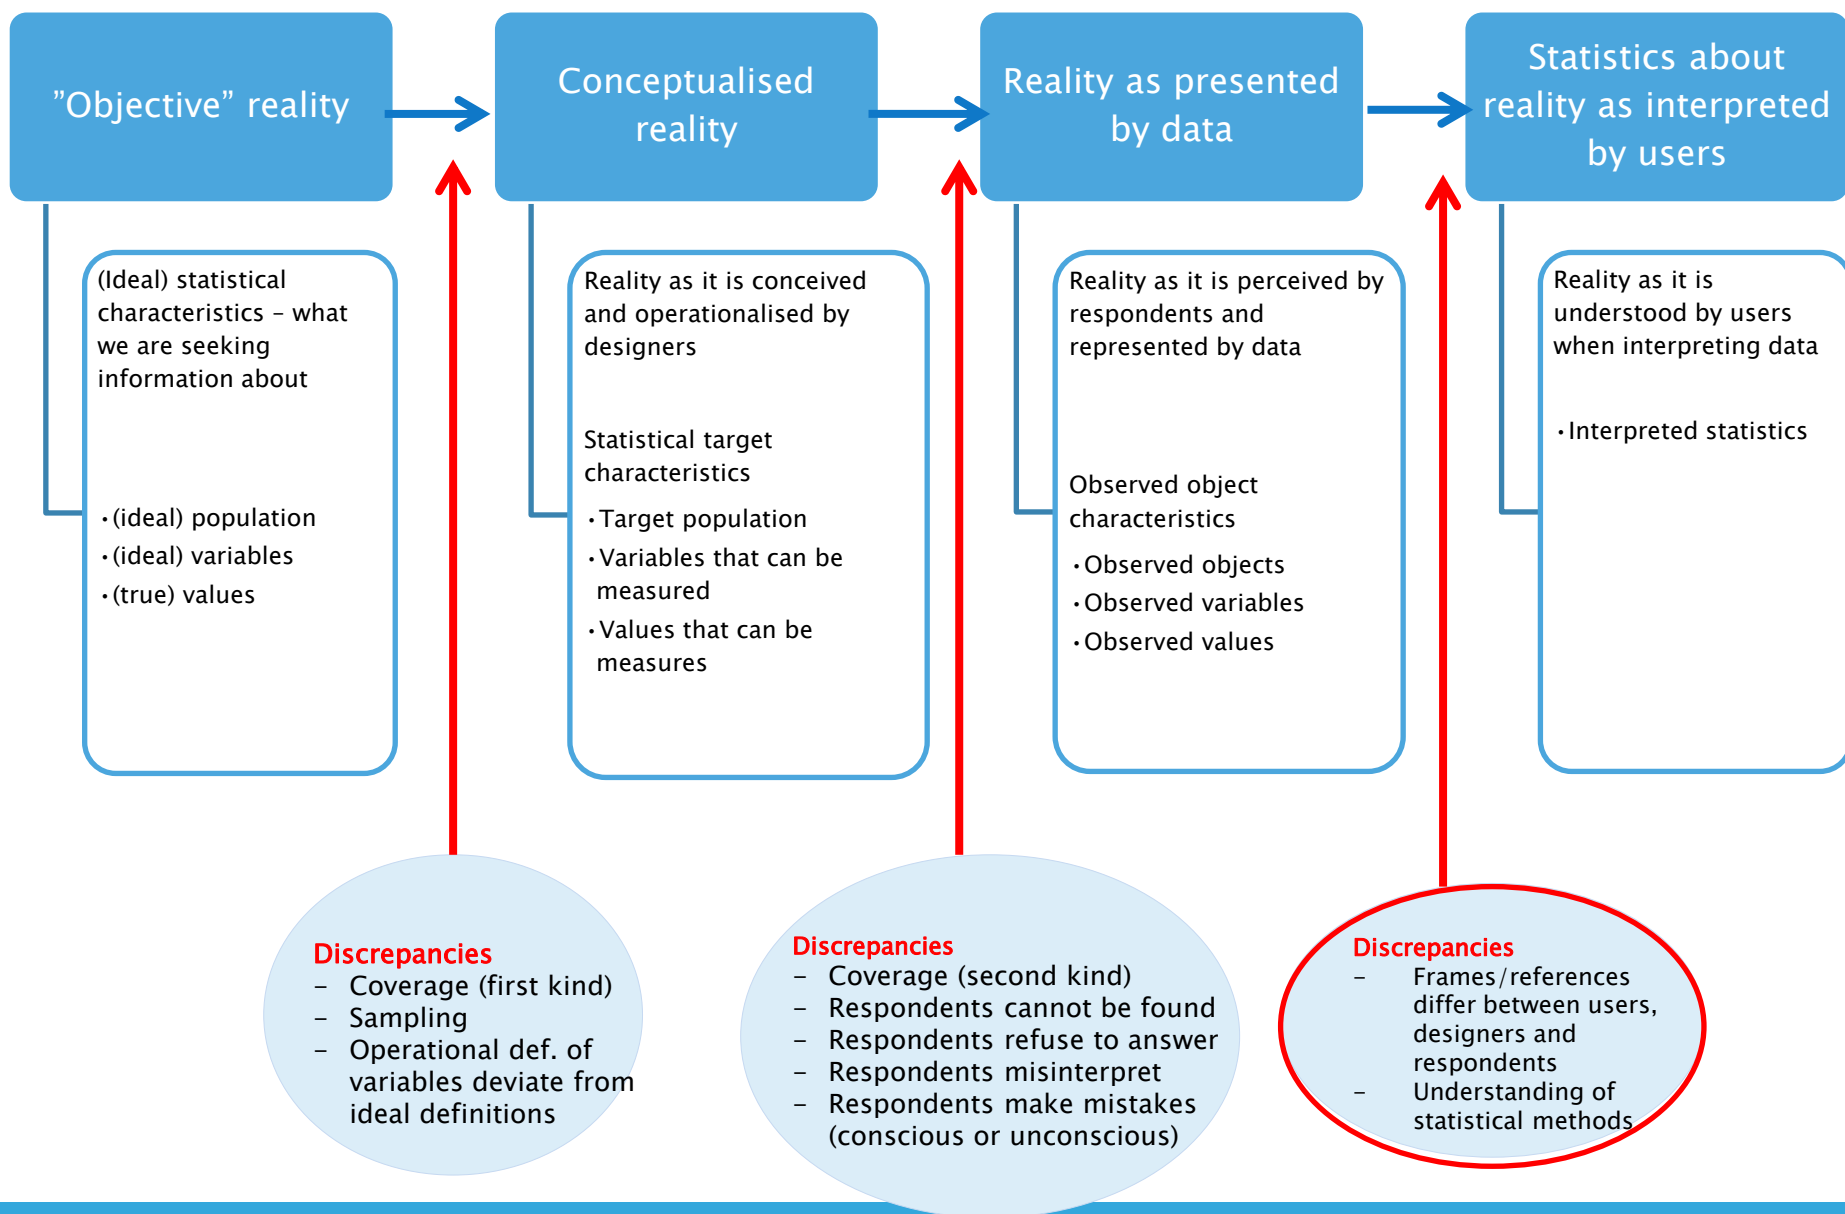 ”Objective” reality
Conceptualised
reality
Reality as presented
by data
Statistics about
reality as interpreted
by users
(Ideal) statistical
characteristics – what
we are seeking
information about
•(ideal) population
•(ideal) variables
•(true) values
Reality as it is conceived
and operationalised by
designers
Statistical target
characteristics
•Target population
•Variables that can be
measured
•Values that can be
measures
Reality as it is perceived by
respondents and
represented by data
Observed object
characteristics
•Observed objects
•Observed variables
•Observed values
Reality as it is
understood by users
when interpreting data
•Interpreted statistics
Discrepancies
– Coverage (first kind)
– Sampling
– Operational def. of
variables deviate from
ideal definitions
Discrepancies
– Coverage (second kind)
– Respondents cannot be found
– Respondents refuse to answer
– Respondents misinterpret
– Respondents make mistakes
(conscious or unconscious)
Discrepancies
– Frames/references
differ between users,
designers and
respondents
– Understanding of
statistical methods